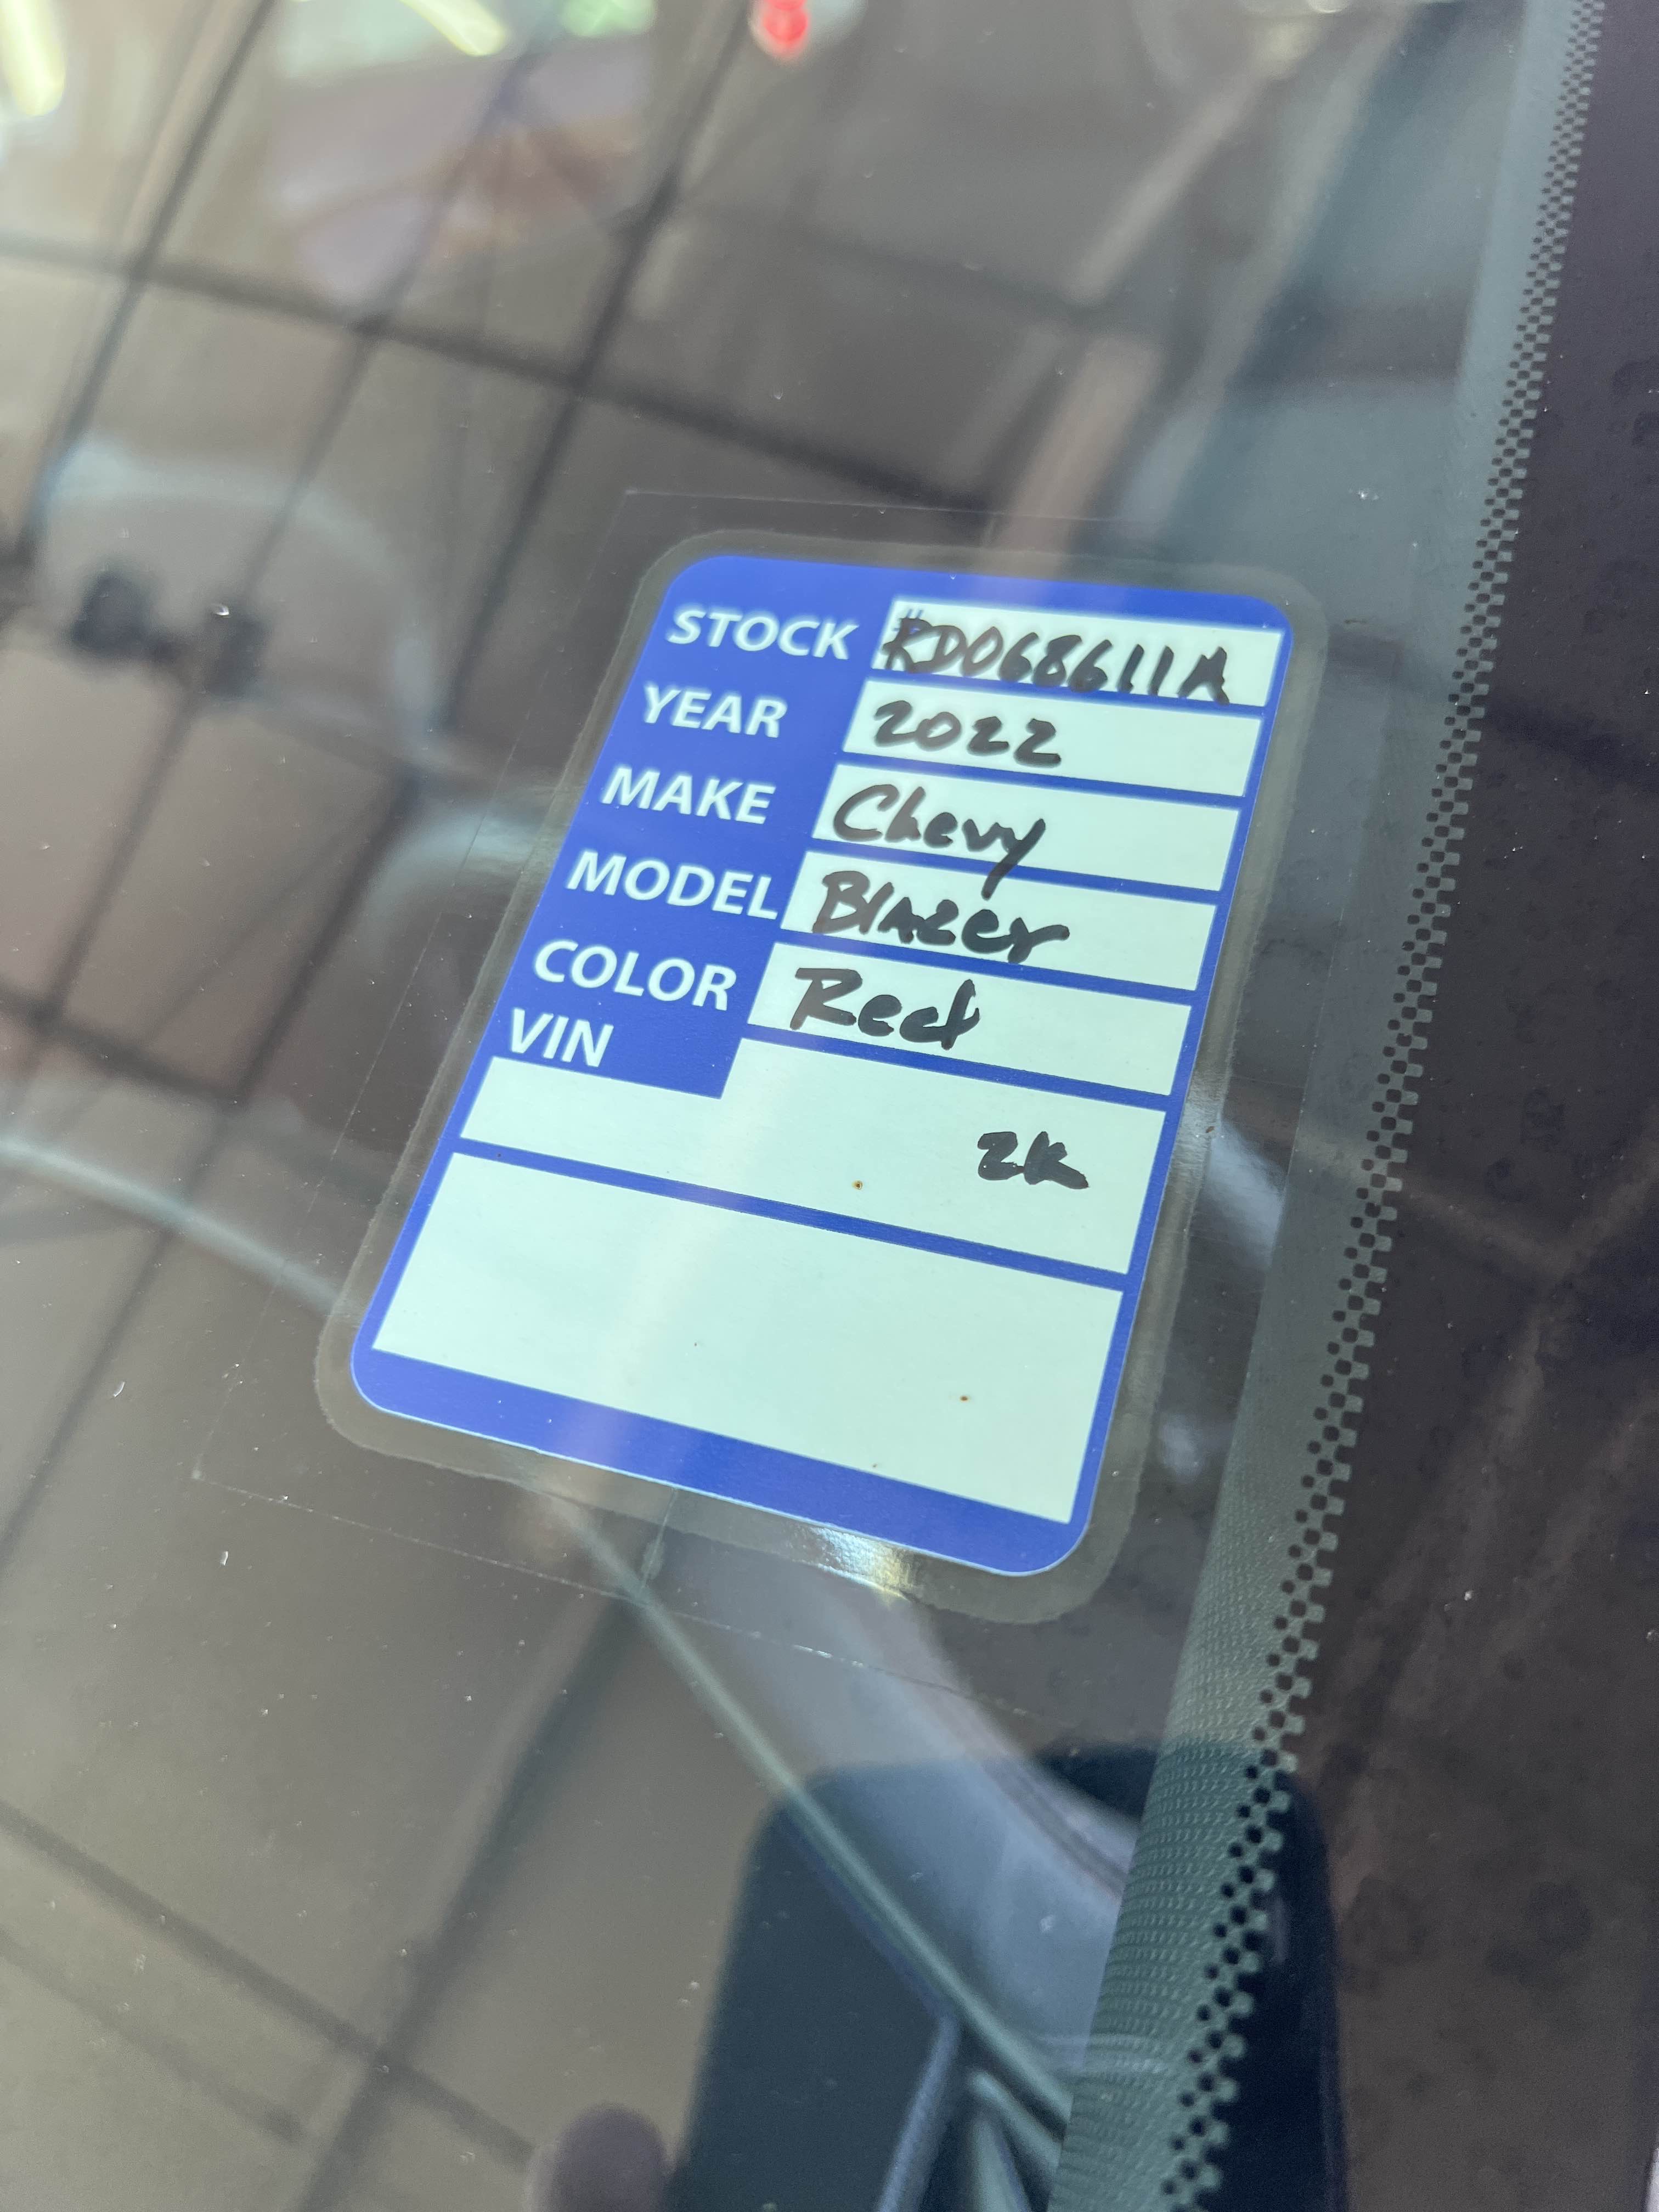 STOCK #RD068611A
YEAR 2022
MAKE Chevy
MODEL Blazer
COLOR Red
VIN
2K